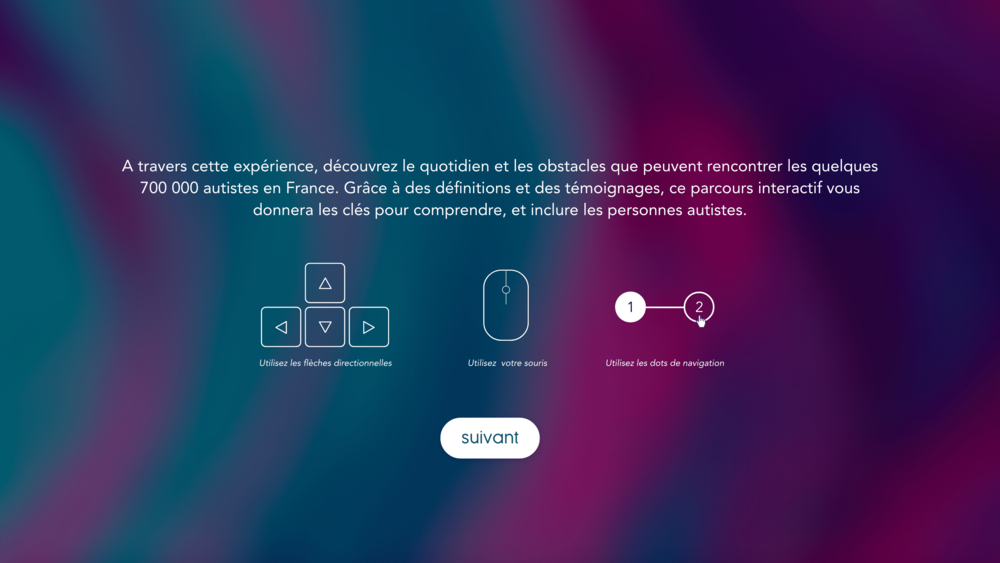 A travers cette expérience, découvrez le quotidien et les obstacles que peuvent rencontrer les quelques
700 000 autistes en France. Grâce à des définitions et des témoignages, ce parcours interactif vous
donnera les clés pour comprendre, et inclure les personnes autistes.
1 2
Utilisez les flèches directionnelles
Utilisez votre souris
Utilisez les dots de navigation
suivant